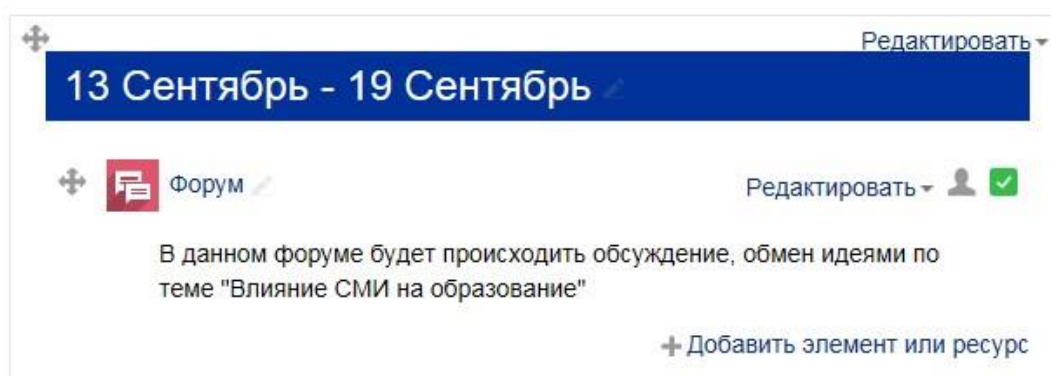 Редактировать
13 Сентябрь - 19 Сентябрь
Форум
Редактировать
В данном форуме будет происходить обсуждение, обмен идеями по
теме "Влияние СМИ на образование"
Добавить элемент или ресурс